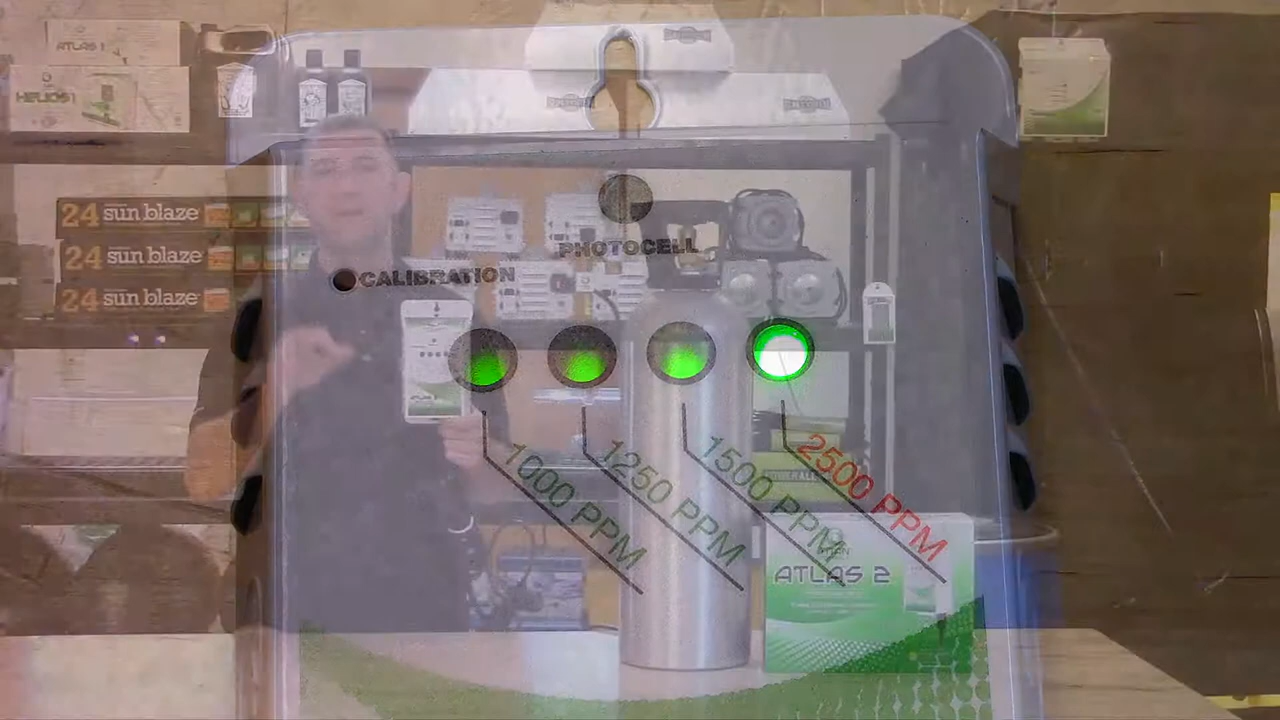 ATLAS 1
HELIOS
24 sun blaze
24 sun blaze
24 sun blaze
PHOTOCELL
CALIBRATION
1000 PPM
1250 PPM
1500 PPM
2500 PPM
ATLAS 2